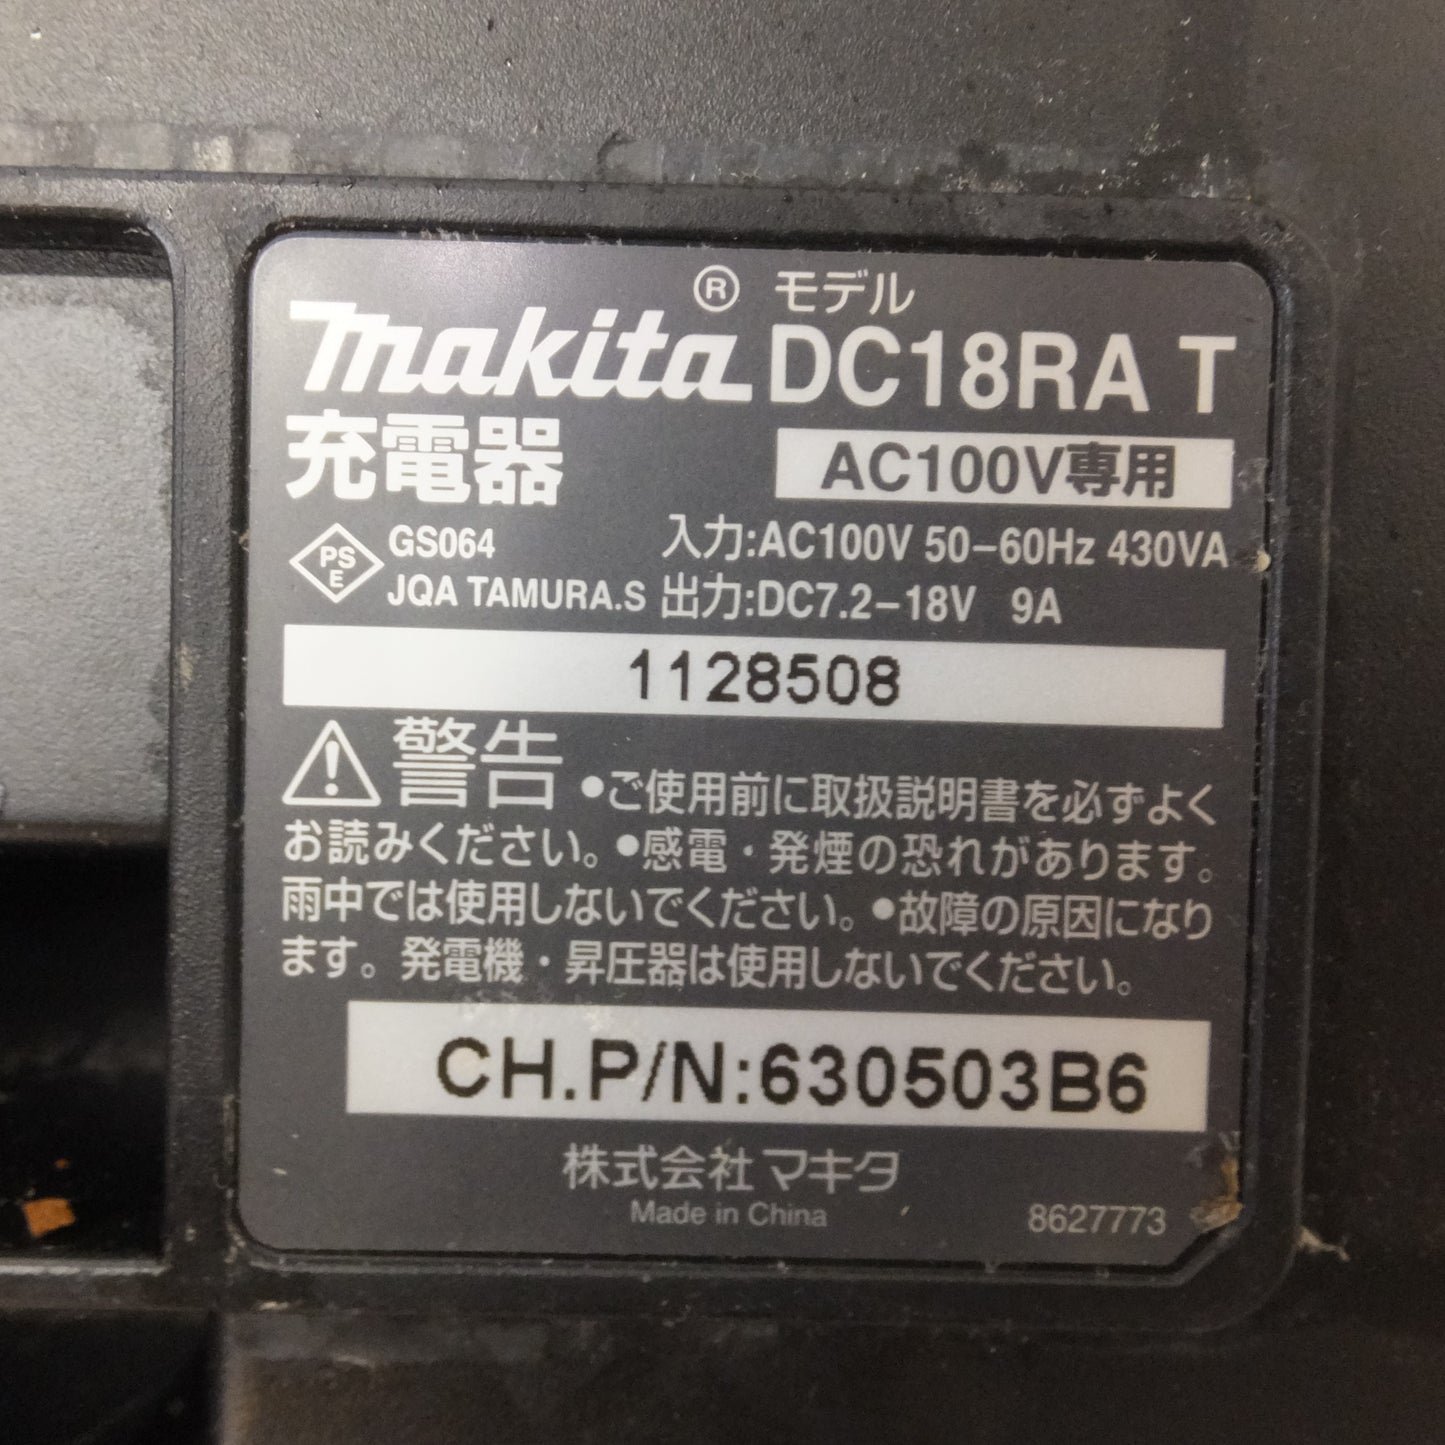 ® モデル
makita DC18RA T
充電器
AC100V専用
PS E
GS064
JQA TAMURA.S
入力:AC100V 50-60Hz 430VA
出力:DC7.2-18V 9A
1128508
警告 ●ご使用前に取扱説明書を必ずよく
お読みください。●感電・発煙の恐れがあります。
雨中では使用しないでください。●故障の原因になり
ます。発電機・昇圧器は使用しないでください。
CH.P/N:630503B6
株式会社マキタ
Made in China
8627773